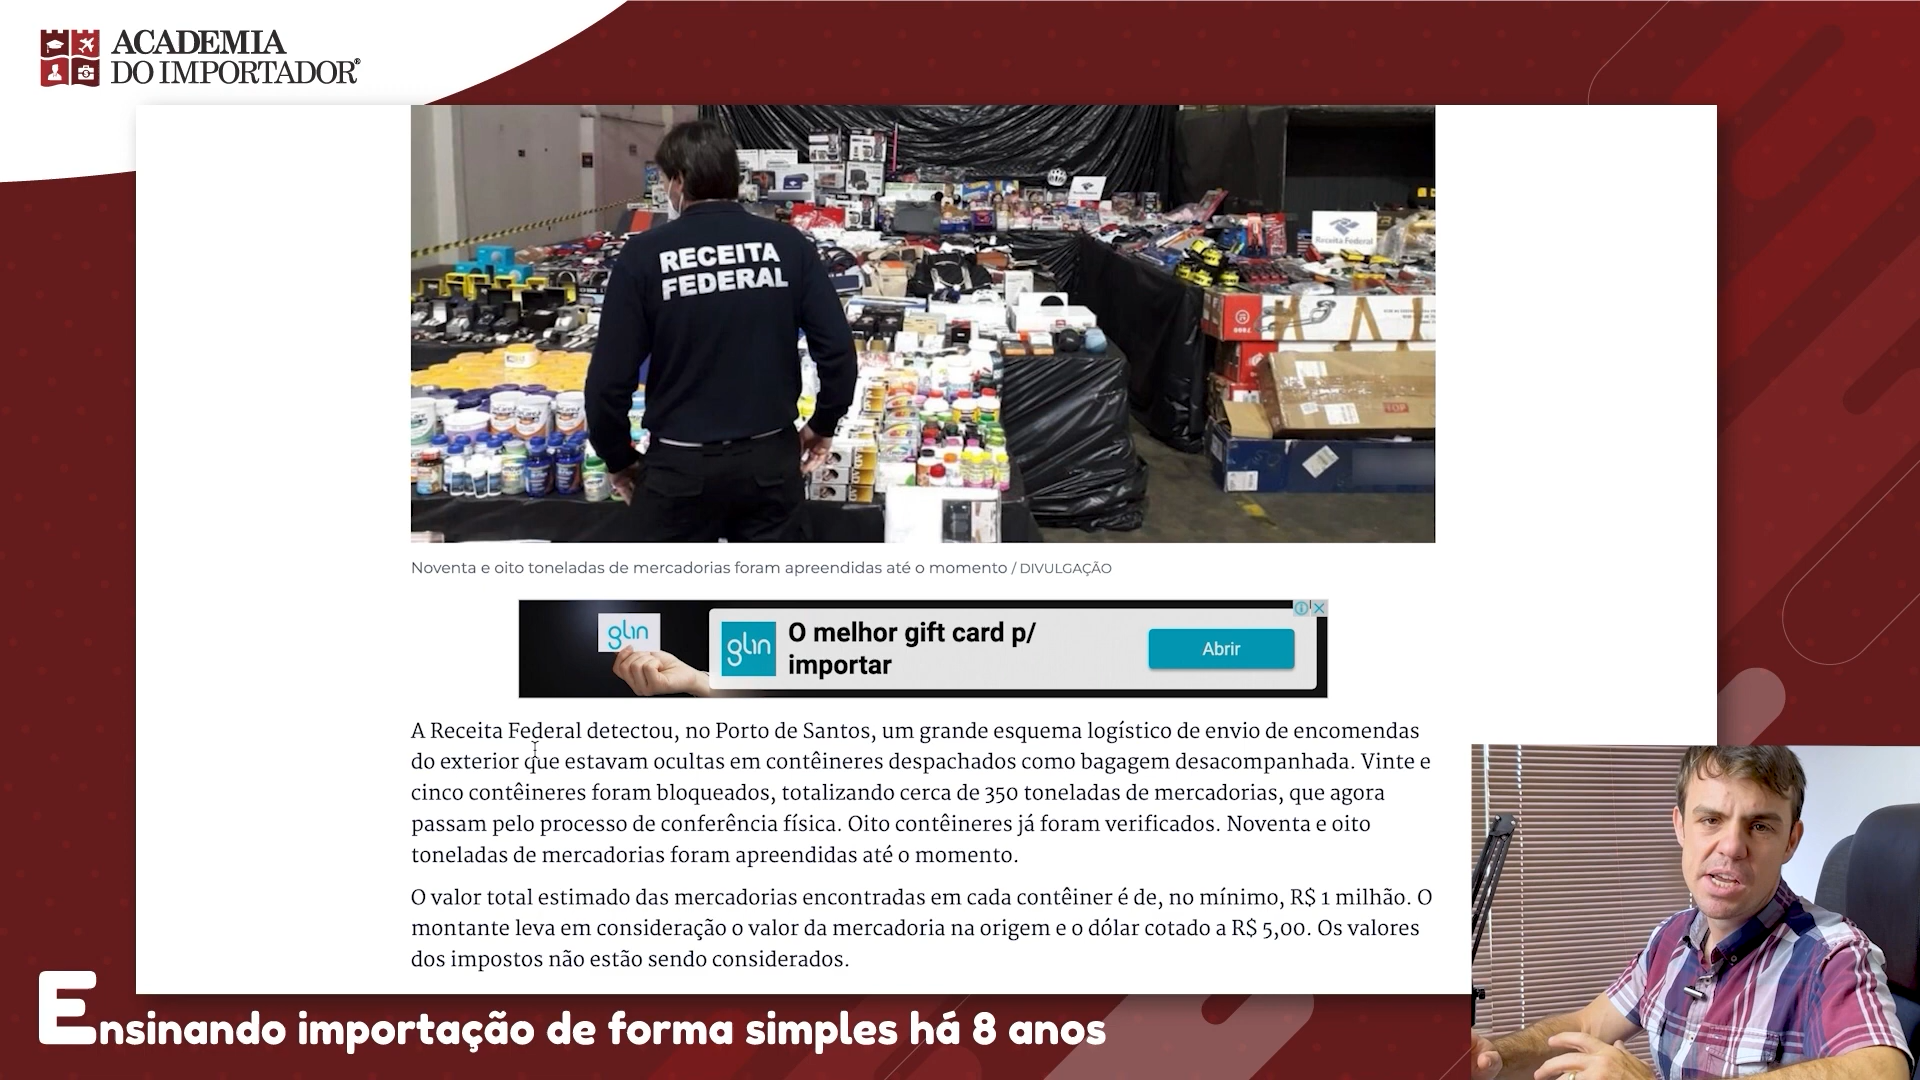 ACADEMIA
DO IMPORTADOR®
RECEITA
FEDERAL
Receita Federal
Noventa e oito toneladas de mercadorias foram apreendidas até o momento / DIVULGAÇÃO
glin
glin
O melhor gift card p/
importar
Abrir
A Receita Federal detectou, no Porto de Santos, um grande esquema logístico de envio de encomendas
do exterior que estavam ocultas em contêineres despachados como bagagem desacompanhada. Vinte e
cinco contêineres foram bloqueados, totalizando cerca de 350 toneladas de mercadorias, que agora
passam pelo processo de conferência física. Oito contêineres já foram verificados. Noventa e oito
toneladas de mercadorias foram apreendidas até o momento.
O valor total estimado das mercadorias encontradas em cada contêiner é de, no mínimo, R$ 1 milhão. O
montante leva em consideração o valor da mercadoria na origem e o dólar cotado a R$ 5,00. Os valores
dos impostos não estão sendo considerados.
Ensinando importação de forma simples há 8 anos